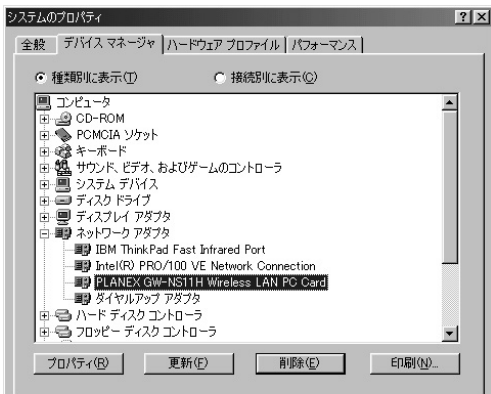 システムのプロパティ
全般 デバイス マネージャ ハードウェア プロファイル パフォーマンス
種類別に表示(T) 接続別に表示(C)
コンピュータ
CD-ROM
PCMCIA ソケット
キーボード
サウンド、ビデオ、およびゲームのコントローラ
システム デバイス
ディスク ドライブ
ディスプレイ アダプタ
ネットワーク アダプタ
IBM ThinkPad Fast Infrared Port
Intel(R) PRO/100 VE Network Connection
PLANEX GW-NS11H Wireless LAN PC Card
ダイヤルアップ アダプタ
ハード ディスク コントローラ
フロッピー ディスク コントローラ
プロパティ(R) 更新(F) 削除(E) 印刷(N)...